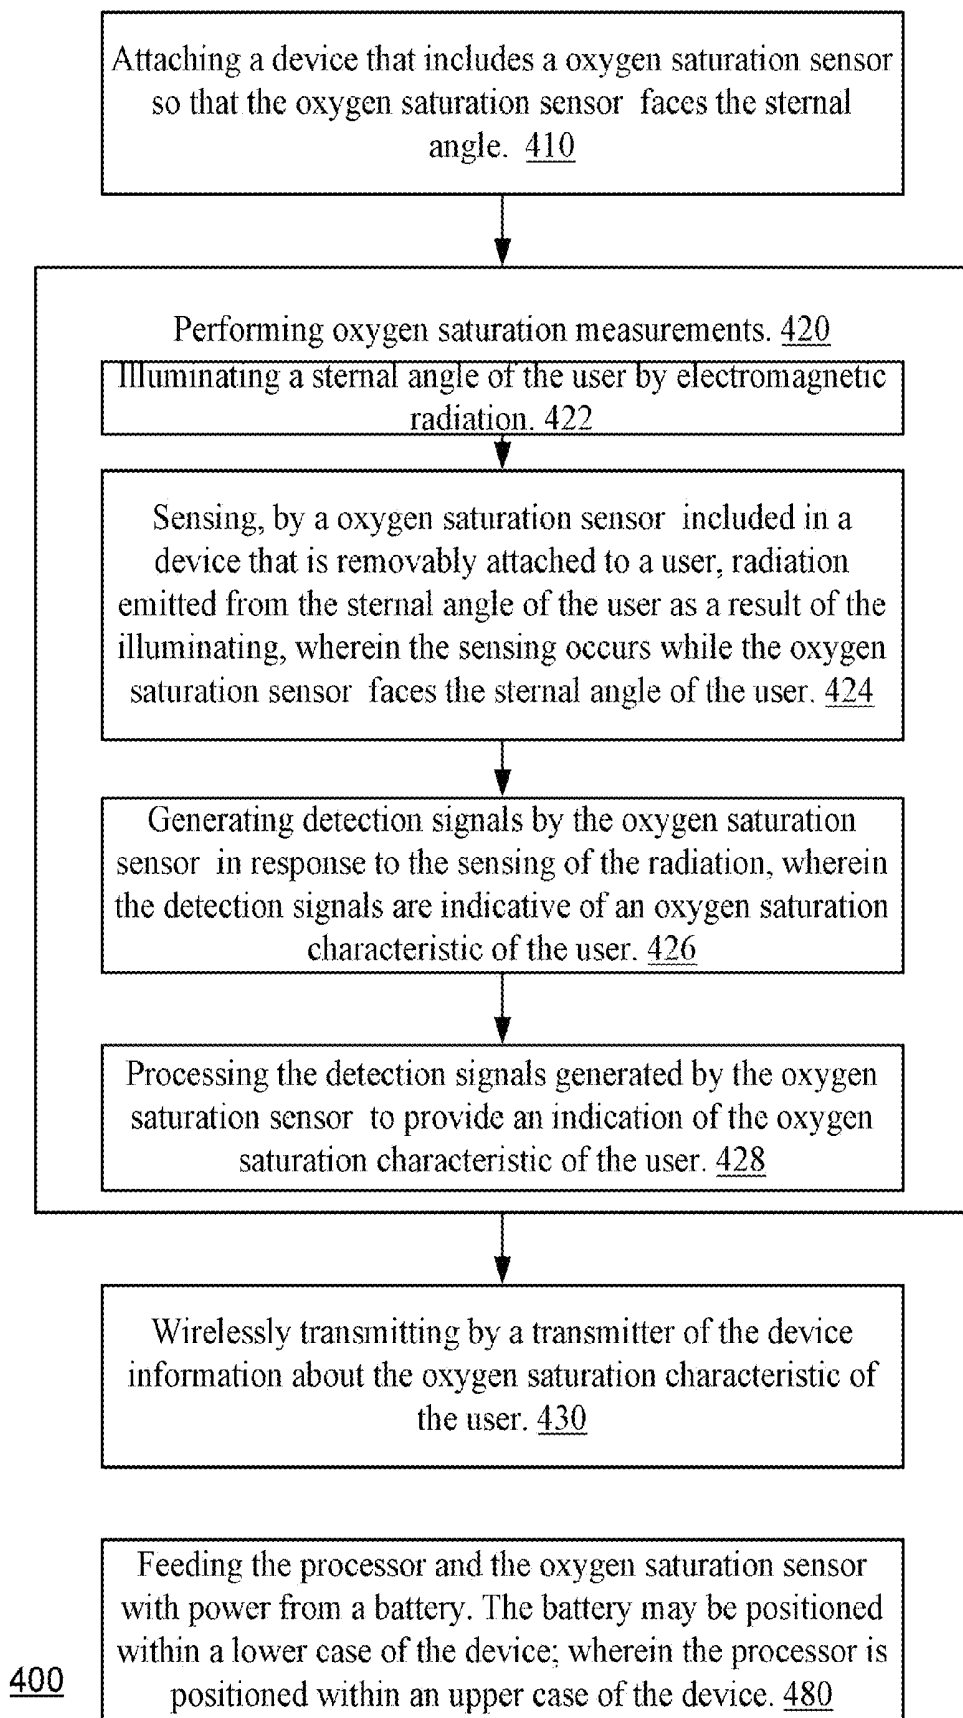 Attaching a device that includes a oxygen saturation sensor
so that the oxygen saturation sensor faces the sternal
angle. 410
Performing oxygen saturation measurements. 420
Illuminating a sternal angle of the user by electromagnetic
radiation. 422
Sensing, by a oxygen saturation sensor included in a
device that is removably attached to a user, radiation
emitted from the sternal angle of the user as a result of the
illuminating, wherein the sensing occurs while the oxygen
saturation sensor faces the sternal angle of the user. 424
Generating detection signals by the oxygen saturation
sensor in response to the sensing of the radiation, wherein
the detection signals are indicative of an oxygen saturation
characteristic of the user. 426
Processing the detection signals generated by the oxygen
saturation sensor to provide an indication of the oxygen
saturation characteristic of the user. 428
Wirelessly transmitting by a transmitter of the device
information about the oxygen saturation characteristic of
the user. 430
Feeding the processor and the oxygen saturation sensor
with power from a battery. The battery may be positioned
within a lower case of the device; wherein the processor is
positioned within an upper case of the device. 480
400